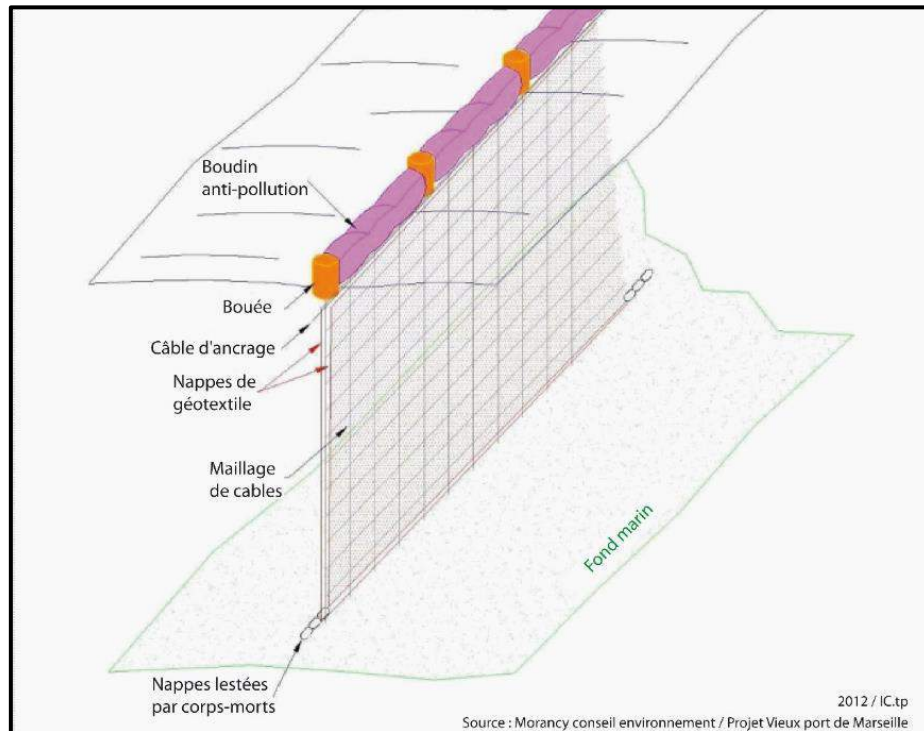 Boudin
anti-pollution
Bouée
Câble d'ancrage
Nappes de
géotextile
Maillage
de cables
Fond marin
Nappes lestées
par corps-morts
2012 / IC.tp
Source : Morancy conseil environnement / Projet Vieux port de Marseille